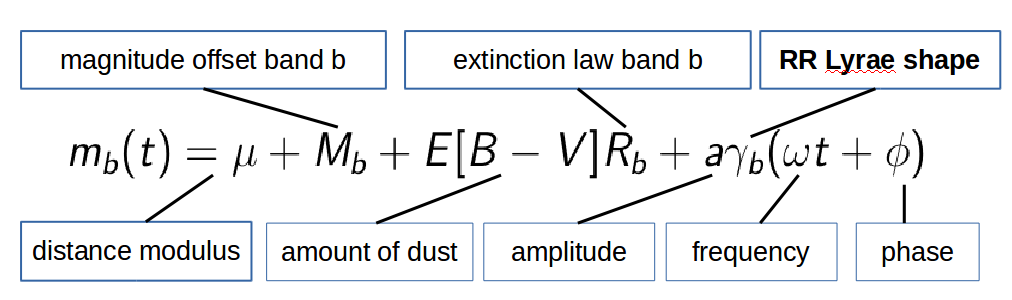 magnitude offset band b
extinction law band b
RR Lyrae shape
m_b(t) = μ + M_b + E[B − V]R_b + aγ_b(ωt + ϕ)
distance modulus
amount of dust
amplitude
frequency
phase